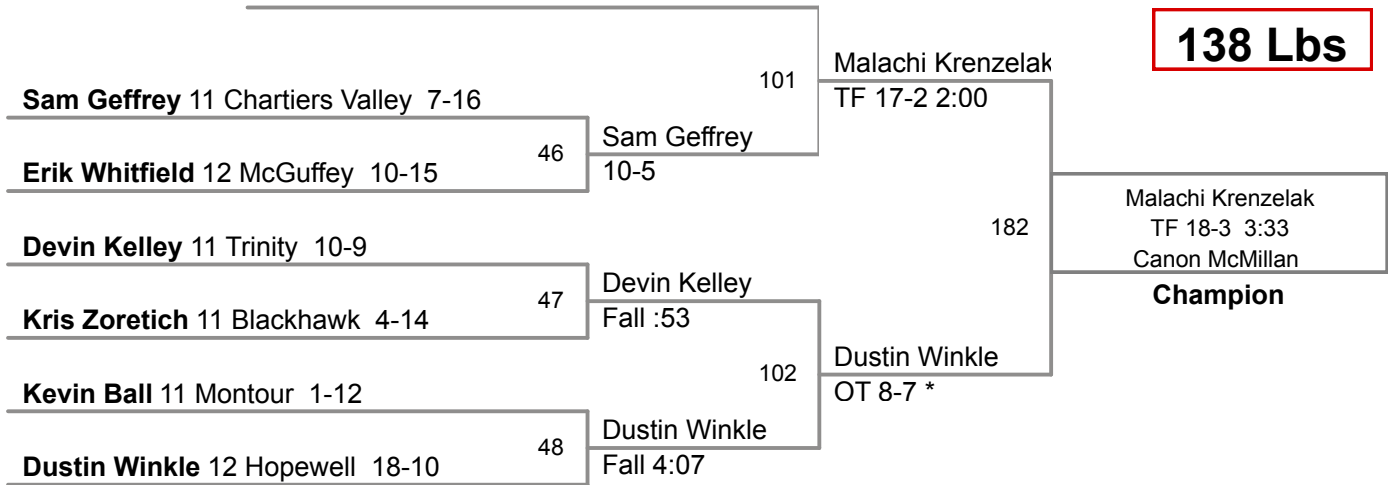 138 Lbs
Malachi Krenzelak
101
TF 17-2 2:00
Sam Geffrey 11 Chartiers Valley 7-16
Sam Geffrey
46
10-5
Erik Whitfield 12 McGuffey 10-15
Malachi Krenzelak
182
TF 18-3 3:33
Canon McMillan
Champion
Devin Kelley 11 Trinity 10-9
Devin Kelley
47
Fall :53
Kris Zoretich 11 Blackhawk 4-14
Dustin Winkle
102
OT 8-7 *
Kevin Ball 11 Montour 1-12
Dustin Winkle
48
Fall 4:07
Dustin Winkle 12 Hopewell 18-10